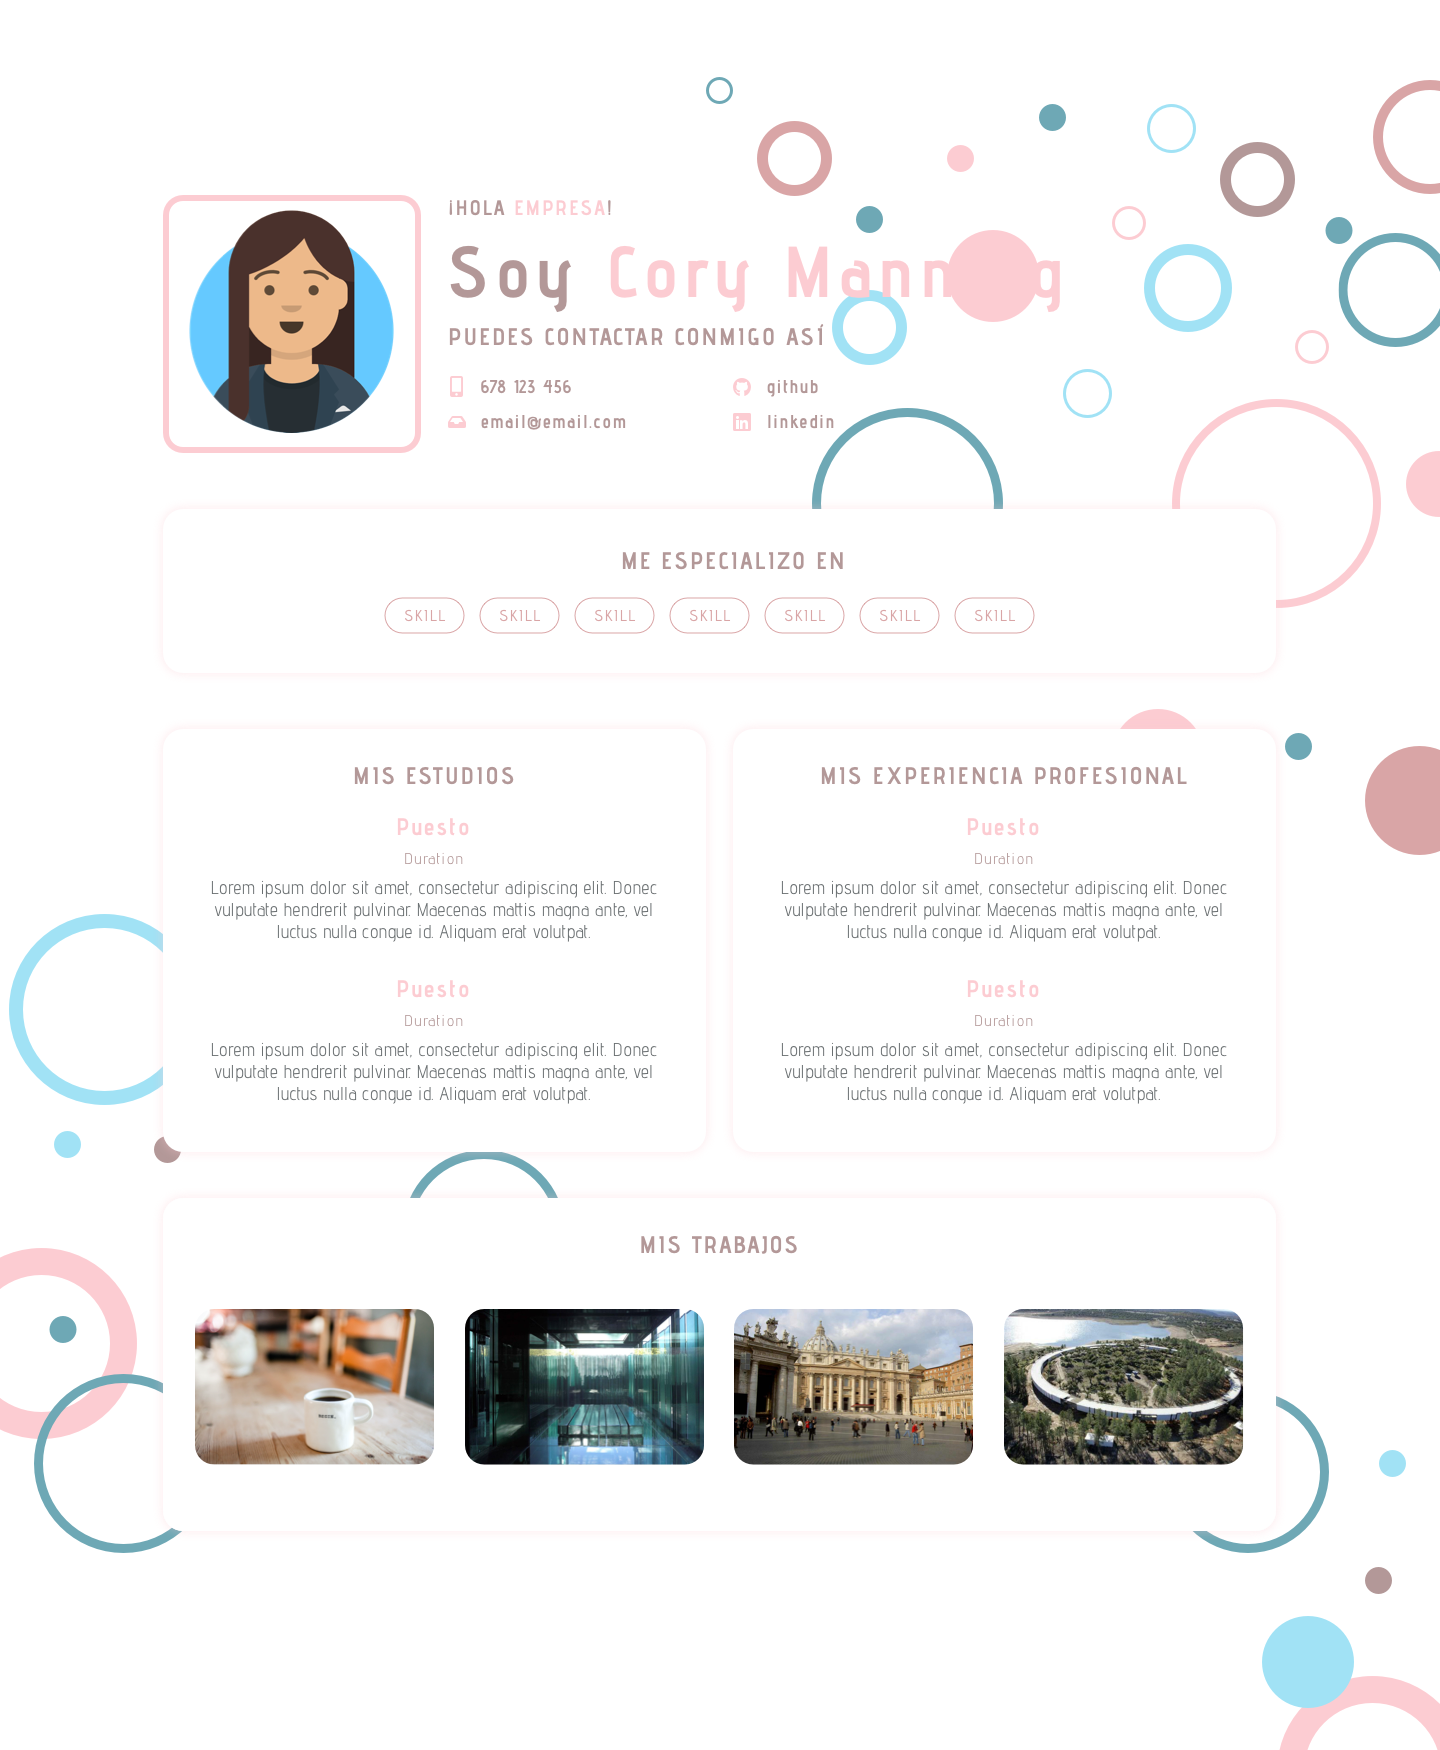 ¡HOLA EMPRESA!
Soy Cory
PUEDES CONTACTAR CONMIGO ASÍ
678 123 456
github
email@email.com
linkedin
ME ESPECIALIZO EN
SKILL SKILL SKILL SKILL SKILL SKILL SKILL
MIS ESTUDIOS
Puesto
Duration
Lorem ipsum dolor sit amet, consectetur adipiscing elit. Donec
vulputate hendrerit pulvinar. Maecenas mattis magna ante, vel
luctus nulla congue id. Aliquam erat volutpat.
Puesto
Duration
Lorem ipsum dolor sit amet, consectetur adipiscing elit. Donec
vulputate hendrerit pulvinar. Maecenas mattis magna ante, vel
luctus nulla congue id. Aliquam erat volutpat.
MIS EXPERIENCIA PROFESIONAL
Puesto
Duration
Lorem ipsum dolor sit amet, consectetur adipiscing elit. Donec
vulputate hendrerit pulvinar. Maecenas mattis magna ante, vel
luctus nulla congue id. Aliquam erat volutpat.
Puesto
Duration
Lorem ipsum dolor sit amet, consectetur adipiscing elit. Donec
vulputate hendrerit pulvinar. Maecenas mattis magna ante, vel
luctus nulla congue id. Aliquam erat volutpat.
MIS TRABAJOS